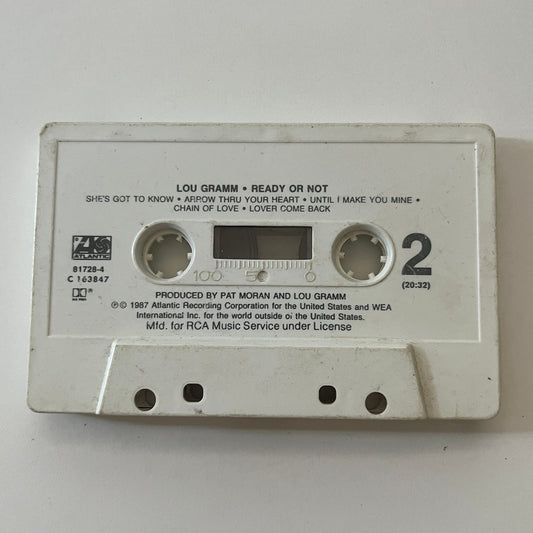 LOU GRAMM • READY OR NOT
SHE'S GOT TO KNOW • ARROW THRU YOUR HEART • UNTIL I MAKE YOU MINE •
CHAIN OF LOVE • LOVER COME BACK
ATLANTIC
81728-4
C 163847
100 50 0
2
(20:32)
PRODUCED BY PAT MORAN AND LOU GRAMM
℗© 1987 Atlantic Recording Corporation for the United States and WEA
International Inc. for the world outside of the United States.
Mfd. for RCA Music Service under License